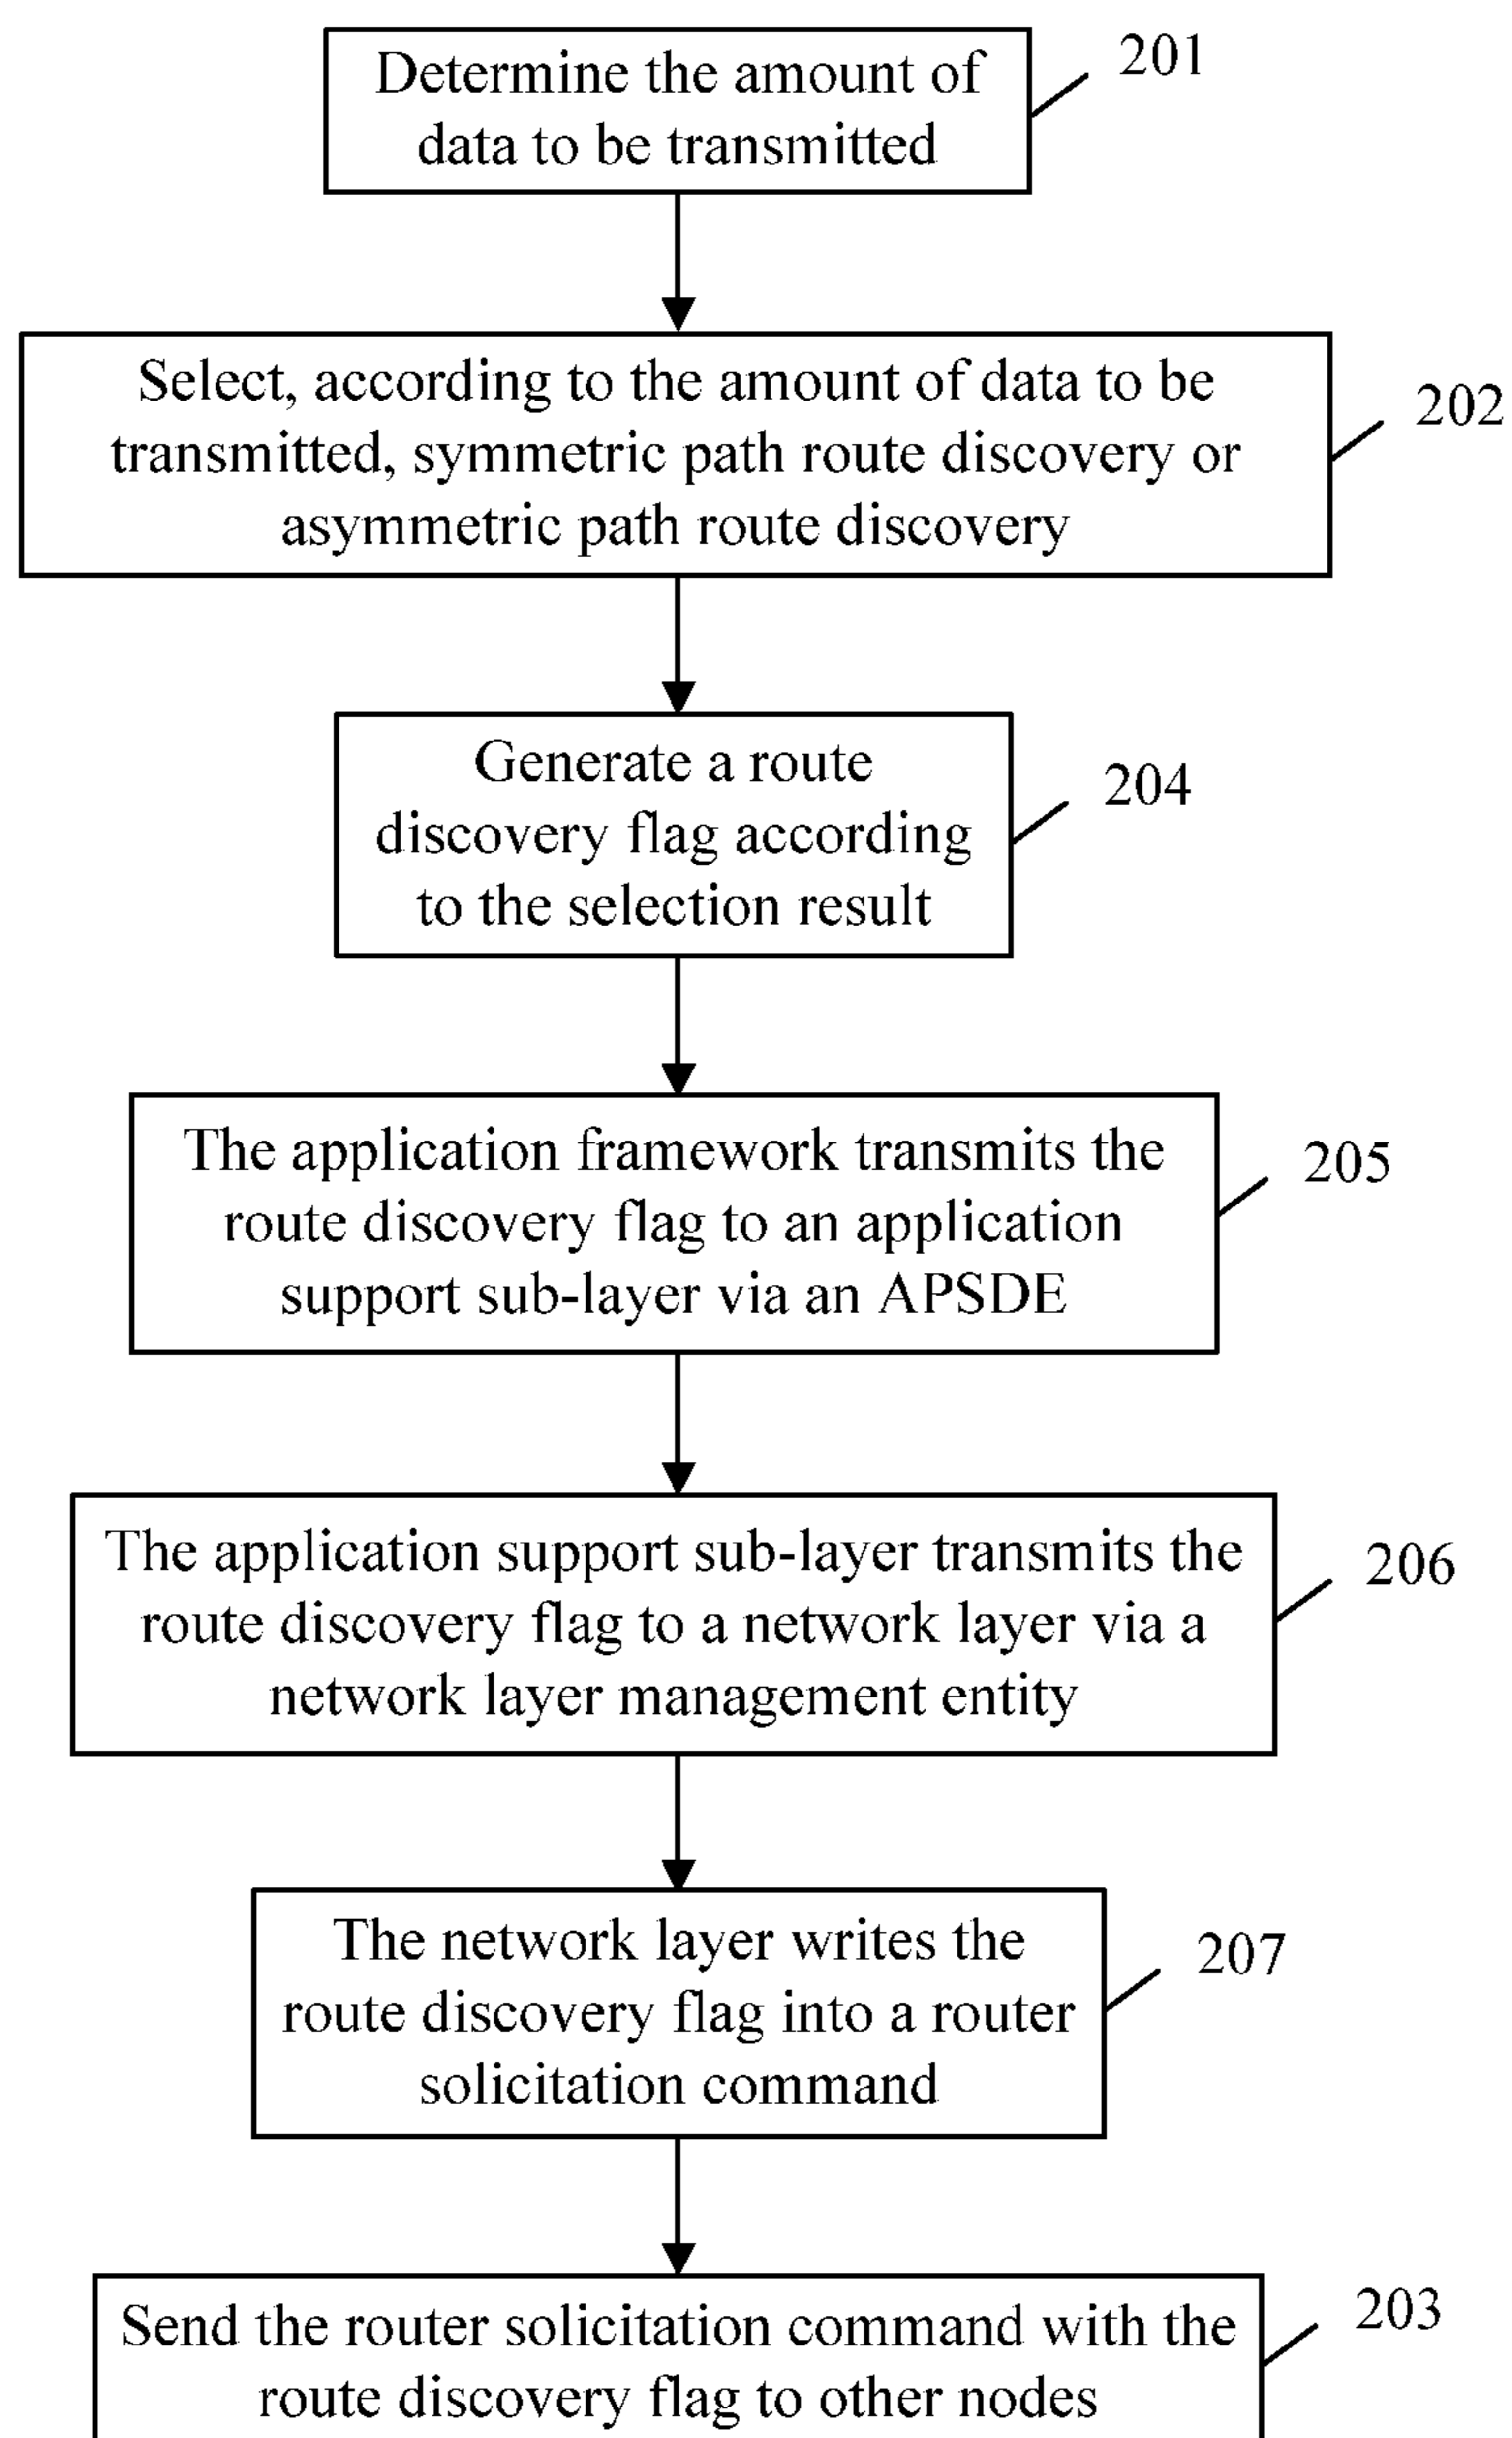 Determine the amount of
data to be transmitted
201
Select, according to the amount of data to be
transmitted, symmetric path route discovery or
asymmetric path route discovery
202
Generate a route
discovery flag according
to the selection result
204
The application framework transmits the
route discovery flag to an application
support sub-layer via an APSDE
205
The application support sub-layer transmits the
route discovery flag to a network layer via a
network layer management entity
206
The network layer writes the
route discovery flag into a router
solicitation command
207
Send the router solicitation command with the
route discovery flag to other nodes
203